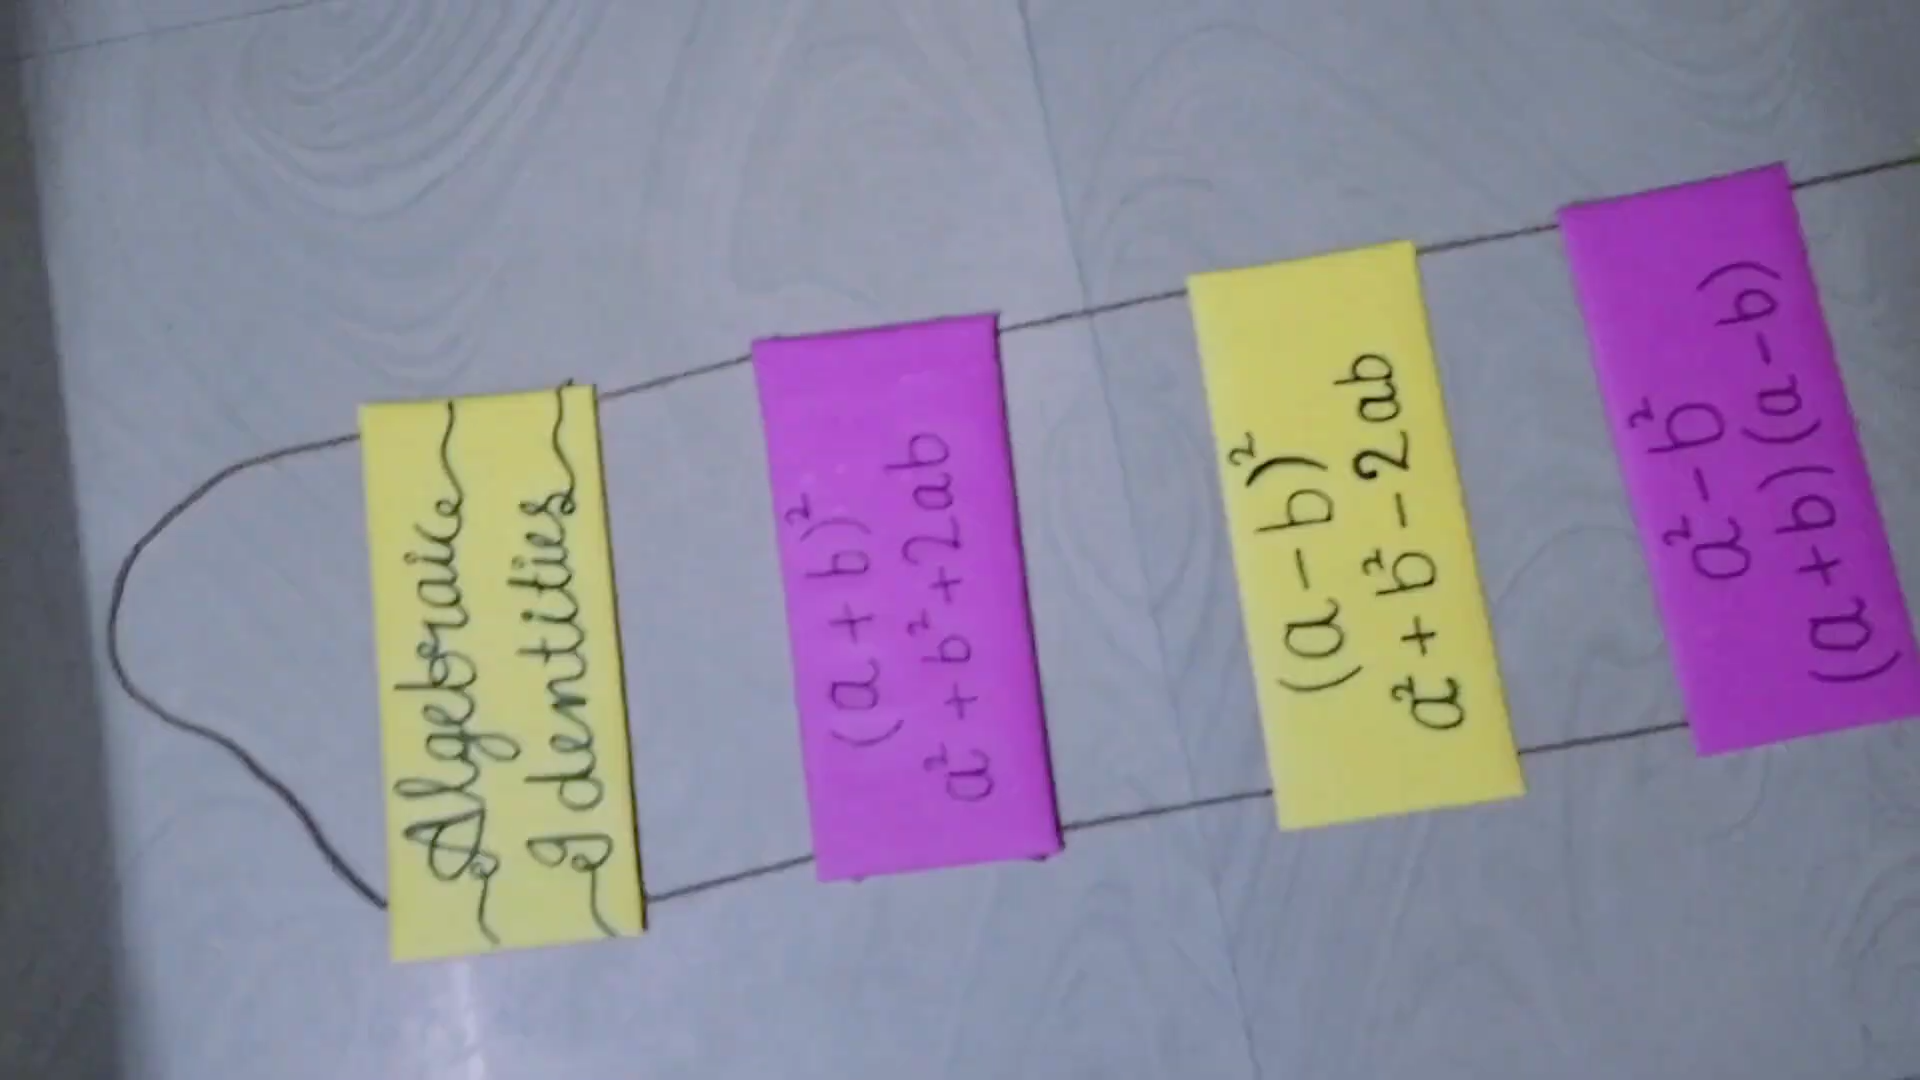 Algebraic
Identities
(a+b)²
a²+b²+2ab
(a-b)²
a²+b²-2ab
a²-b²
(a+b)(a-b)